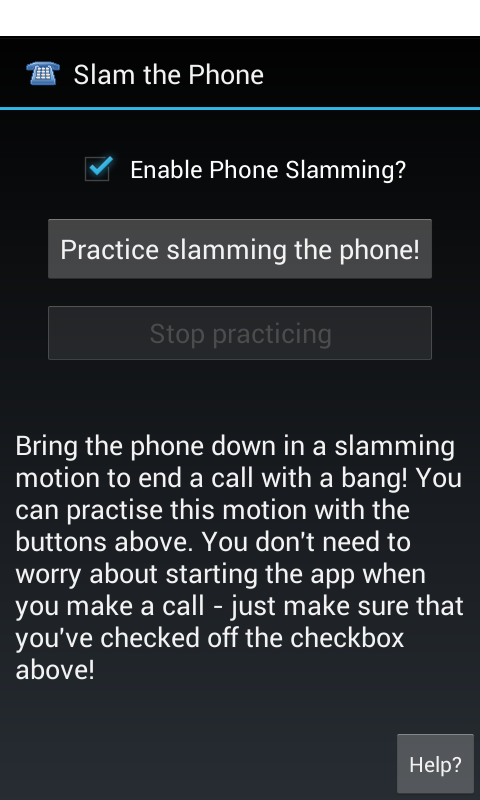 Slam the Phone
Enable Phone Slamming?
Practice slamming the phone!
Stop practicing
Bring the phone down in a slamming
motion to end a call with a bang! You
can practise this motion with the
buttons above. You don't need to
worry about starting the app when
you make a call - just make sure that
you've checked off the checkbox
above!
Help?